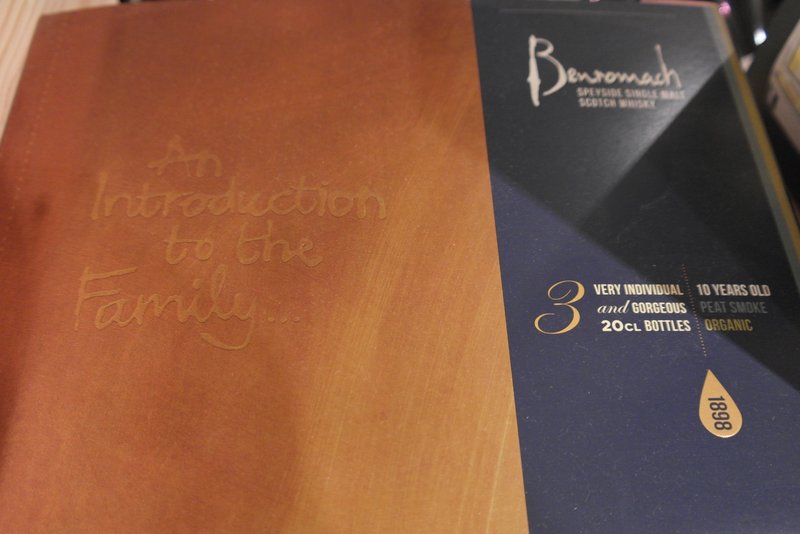 An
Introduction
to the
Family...
Benromach
SPEYSIDE SINGLE MALT
SCOTCH WHISKY
3 VERY INDIVIDUAL
and GORGEOUS
20CL BOTTLES
10 YEARS OLD
PEAT SMOKE
ORGANIC
1898